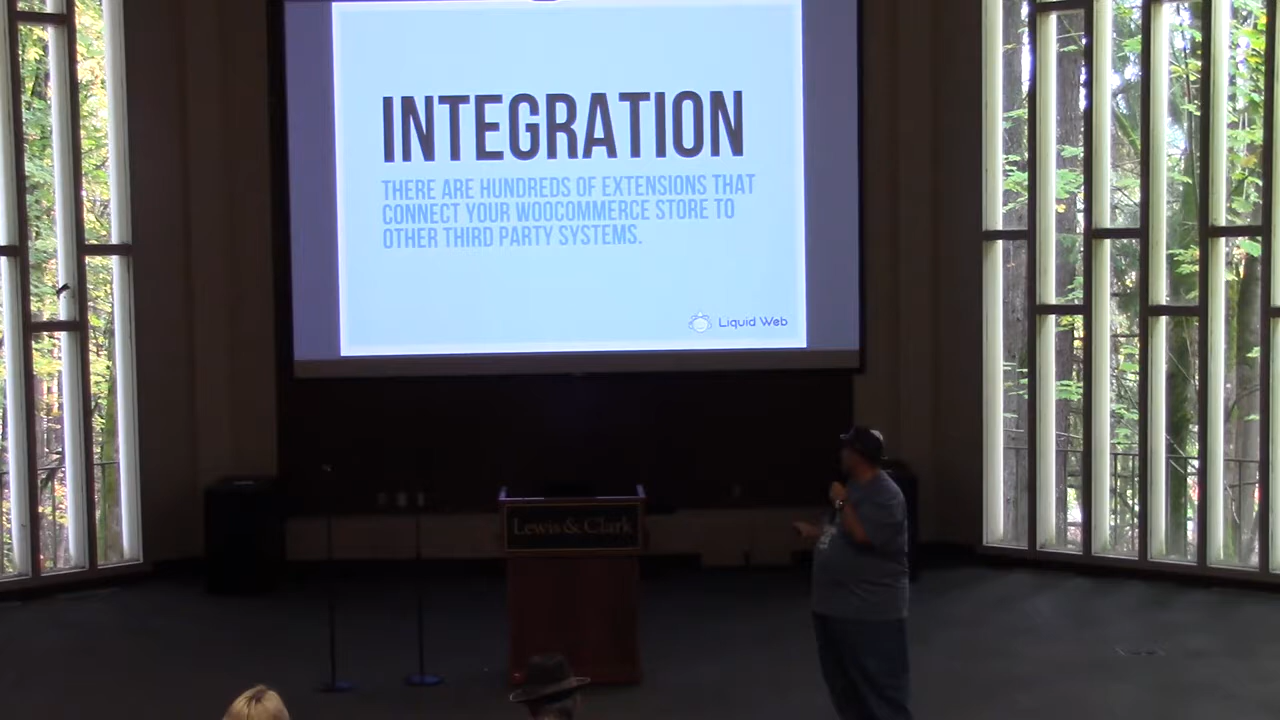 INTEGRATION
THERE ARE HUNDREDS OF EXTENSIONS THAT
CONNECT YOUR WOOCOMMERCE STORE TO
OTHER THIRD PARTY SYSTEMS.
Liquid Web
Lewis & Clark